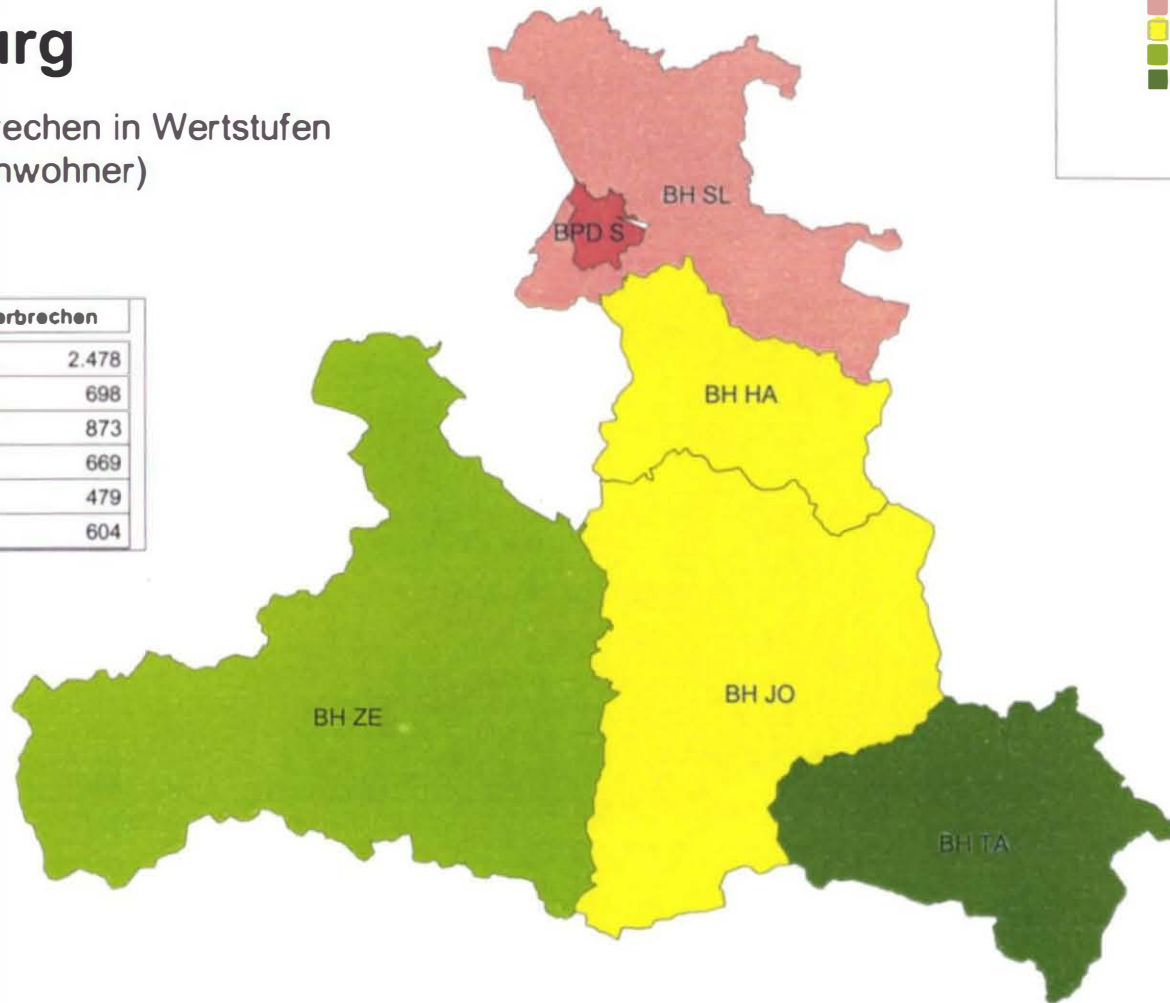 urg
echen in Wertstufen
nwohner)
erbrechen
2.478
698
873
669
479
604
BH SL
BPD S
BH HA
BH JO
BH ZE
BH TA